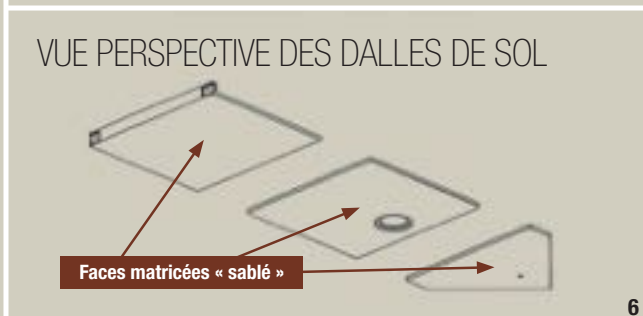 VUE PERSPECTIVE DES DALLES DE SOL
Faces matricées « sablé »
6